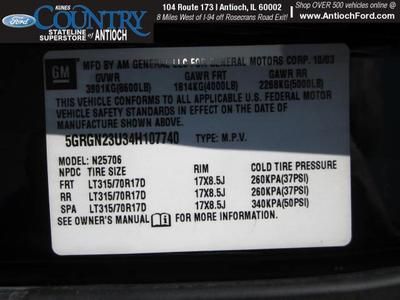 KUNES
COUNTRY
STATELINE
SUPERSTORE OF ANTIOCH
104 Route 173 | Antioch, IL 60002
8 Miles West of I-94 off Rosecrans Road Exit!
Shop OVER 500 vehicles online @
www.AntiochFord.com
GM
MFD BY AM GENERAL LLC FOR GENERAL MOTORS CORP. 10/03
GVWR GAWR FRT GAWR RR
3901KG(8600LB) 1814KG(4000LB) 2268KG(5000LB)
THIS VEHICLE CONFORMS TO ALL APPLICABLE U.S. FEDERAL MOTOR
VEHICLE SAFETY STANDARDS IN EFFECT ON THE DATE OF
MANUFACTURE SHOWN ABOVE.
5GRGN23U34H107740 TYPE: M.P.V.
MODEL: N25706
NPDC TIRE SIZE RIM COLD TIRE PRESSURE
FRT LT315/70R17D 17X8.5J 260KPA(37PSI)
RR LT315/70R17D 17X8.5J 260KPA(37PSI)
SPA LT315/70R17D 17X8.5J 340KPA(50PSI)
SEE OWNER'S MANUAL FOR MORE INFORMATION